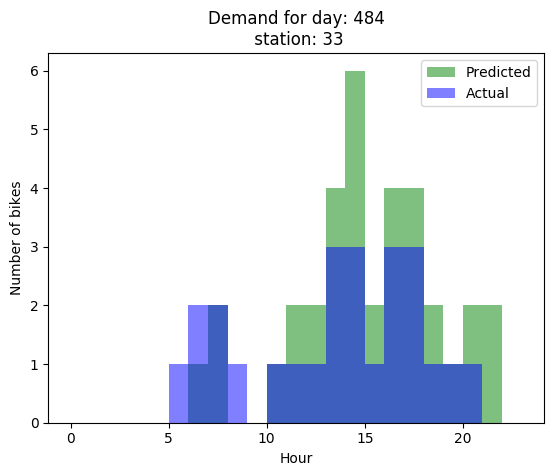 Demand for day: 484
station: 33
Predicted
Actual
Number of bikes
6
5
4
3
2
1
0
0 5 10 15 20
Hour